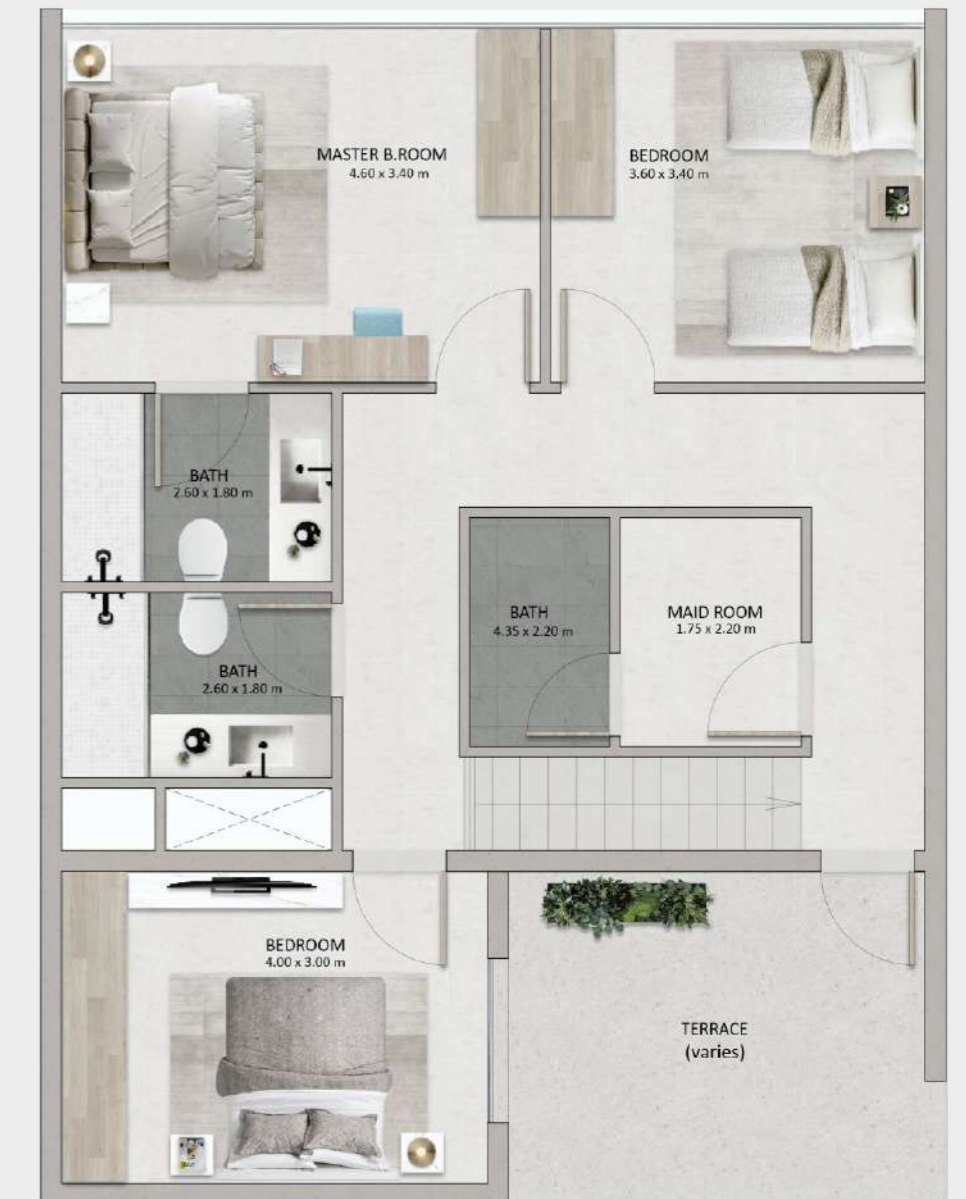 MASTER B.ROOM
4.60 x 3.40 m
BEDROOM
3.60 x 3.40 m
BATH
2.60 x 1.80 m
BATH
4.35 x 2.20 m
MAID ROOM
1.75 x 2.20 m
BATH
2.60 x 1.80 m
BEDROOM
4.00 x 3.00 m
TERRACE
(varies)